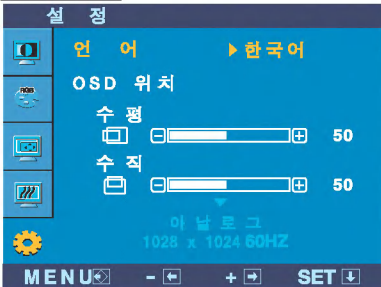 설 정
언 어 ▶한국어
OSD 위치
수 평
50
수 직
50
아 날 로 그
1028 x 1024 60HZ
MENU - + SET